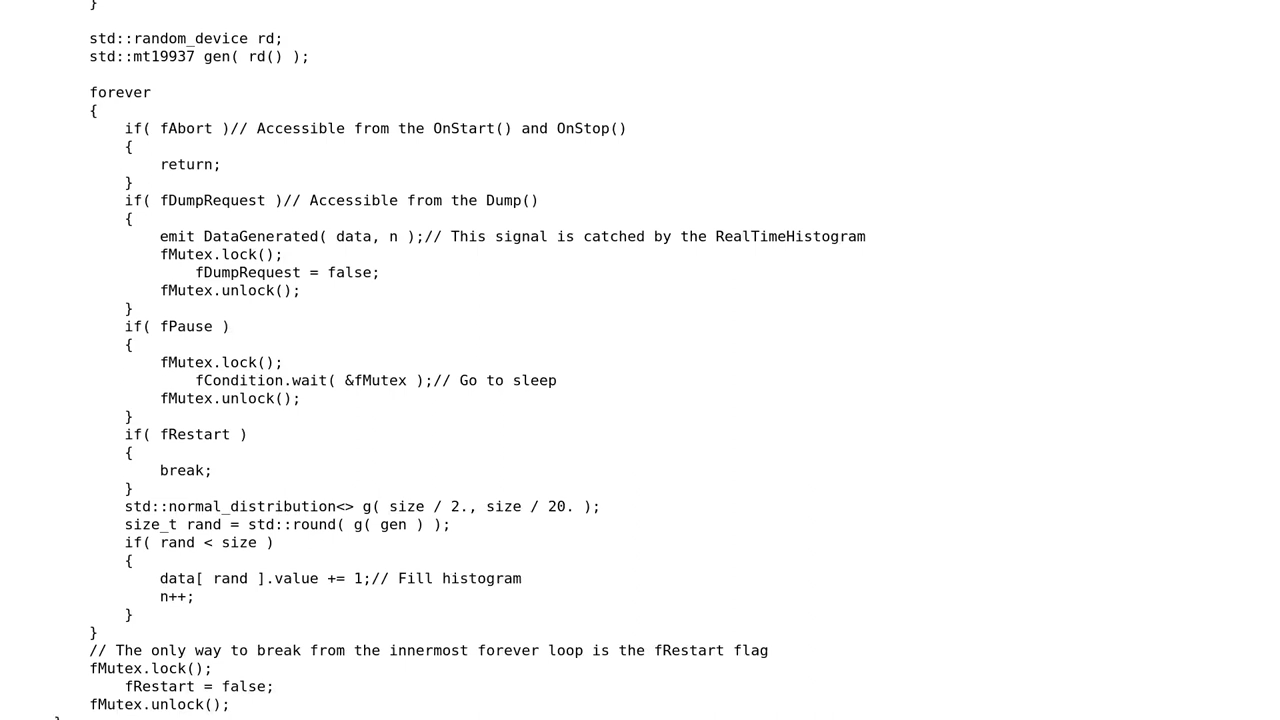 }
std::random_device rd;
std::mt19937 gen( rd() );
forever
{
if( fAbort )// Accessible from the OnStart() and OnStop()
{
return;
}
if( fDumpRequest )// Accessible from the Dump()
{
emit DataGenerated( data, n );// This signal is catched by the RealTimeHistogram
fMutex.lock();
fDumpRequest = false;
fMutex.unlock();
}
if( fPause )
{
fMutex.lock();
fCondition.wait( &fMutex );// Go to sleep
fMutex.unlock();
}
if( fRestart )
{
break;
}
std::normal_distribution<> g( size / 2., size / 20. );
size_t rand = std::round( g( gen ) );
if( rand < size )
{
data[ rand ].value += 1;// Fill histogram
n++;
}
}
// The only way to break from the innermost forever loop is the fRestart flag
fMutex.lock();
fRestart = false;
fMutex.unlock();
}